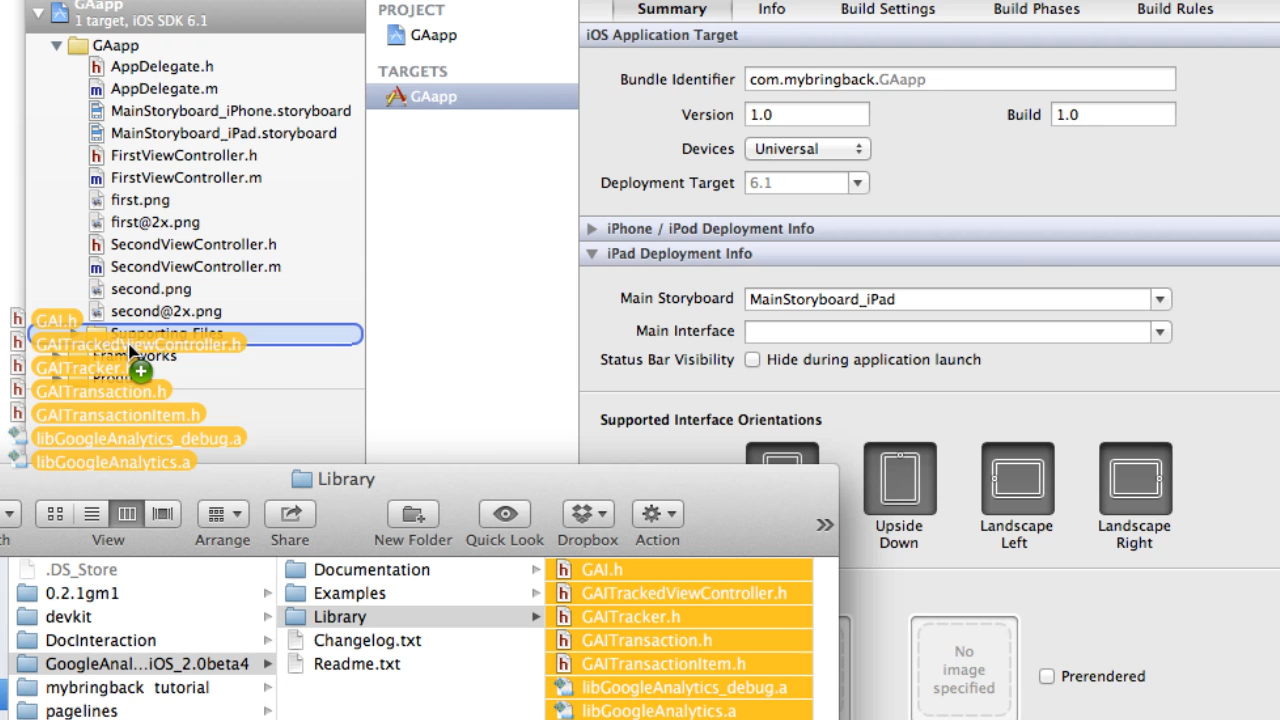 GAapp
1 target, iOS SDK 6.1
GAapp
AppDelegate.h
AppDelegate.m
MainStoryboard_iPhone.storyboard
MainStoryboard_iPad.storyboard
FirstViewController.h
FirstViewController.m
first.png
first@2x.png
SecondViewController.h
SecondViewController.m
second.png
second@2x.png
Supporting Files
Frameworks
GAI.h
GAITrackedViewController.h
GAITracker.h
GAITransaction.h
GAITransactionItem.h
libGoogleAnalytics_debug.a
libGoogleAnalytics.a
PROJECT
GAapp
TARGETS
GAapp
Summary Info Build Settings Build Phases Build Rules
iOS Application Target
Bundle Identifier com.mybringback.GAapp
Version 1.0 Build 1.0
Devices Universal
Deployment Target 6.1
iPhone / iPod Deployment Info
iPad Deployment Info
Main Storyboard MainStoryboard_iPad
Main Interface
Status Bar Visibility Hide during application launch
Supported Interface Orientations
Upside
Down
Landscape
Left
Landscape
Right
No
image
specified
Prerendered
Library
View Arrange Share New Folder Quick Look Dropbox Action
.DS_Store
0.2.1gm1
devkit
DocInteraction
GoogleAnal...iOS_2.0beta4
mybringback tutorial
pagelines
Documentation
Examples
Library
Changelog.txt
Readme.txt
GAI.h
GAITrackedViewController.h
GAITracker.h
GAITransaction.h
GAITransactionItem.h
libGoogleAnalytics_debug.a
libGoogleAnalytics.a